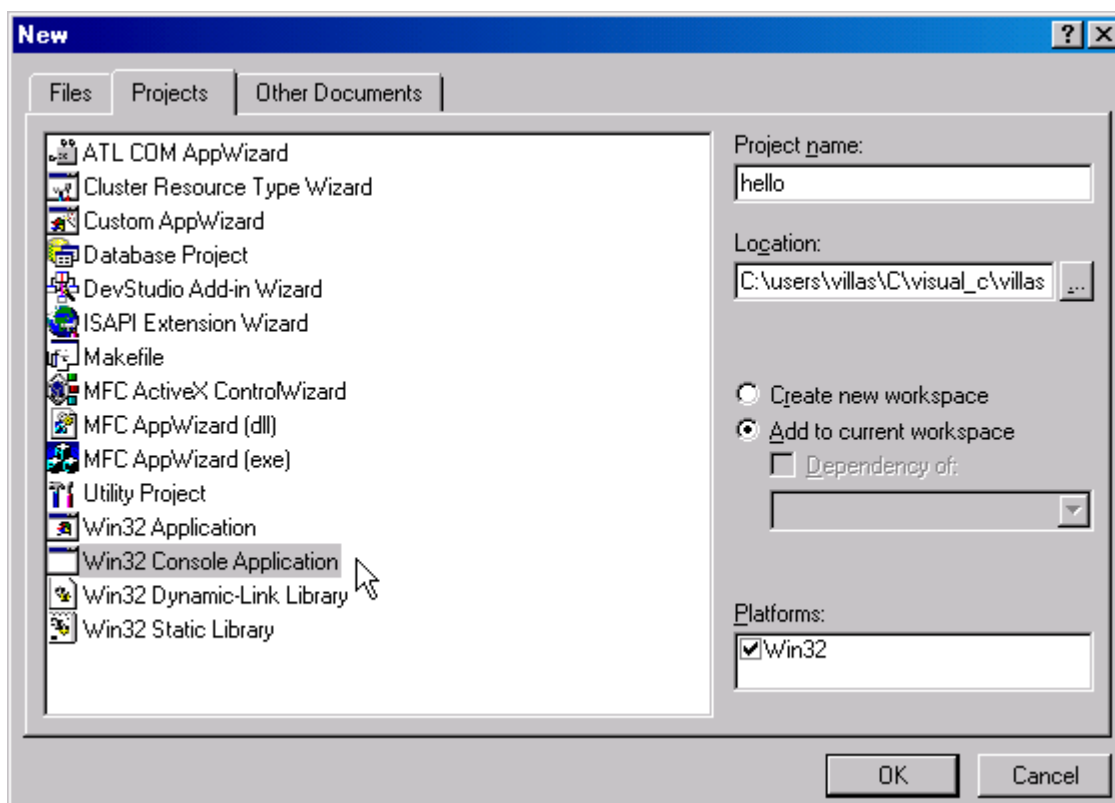 New
Files
Projects
Other Documents
ATL COM AppWizard
Cluster Resource Type Wizard
Custom AppWizard
Database Project
DevStudio Add-in Wizard
ISAPI Extension Wizard
Makefile
MFC ActiveX ControlWizard
MFC AppWizard (dll)
MFC AppWizard (exe)
Utility Project
Win32 Application
Win32 Console Application
Win32 Dynamic-Link Library
Win32 Static Library
Project name:
hello
Location:
C:\users\villas\C\visual_c\villas
...
Create new workspace
Add to current workspace
Dependency of:
Platforms:
Win32
OK
Cancel